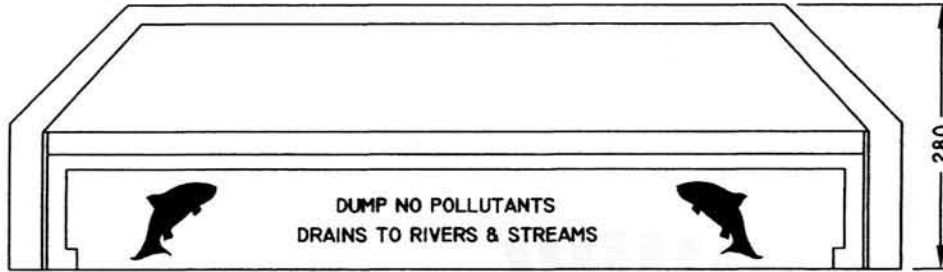 DUMP NO POLLUTANTS
DRAINS TO RIVERS & STREAMS
280